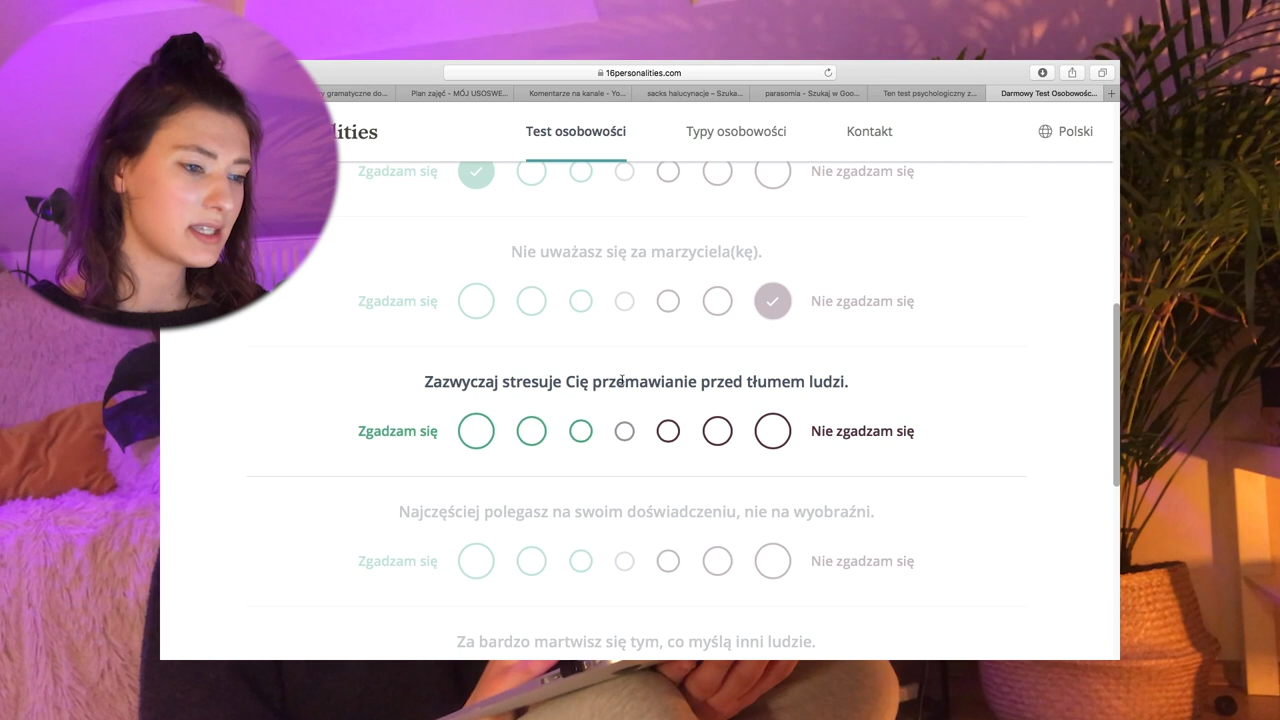 16personalities.com
y gramatyczne do...
Plan zajęć - MÓJ USOSWE...
Komentarze na kanale - Yo...
sacks halucynacje – Szuka...
parasomia - Szukaj w Goo...
Ten test psychologiczny z...
Darmowy Test Osobowośc...
lities
Test osobowości
Typy osobowości
Kontakt
Polski
Zgadzam się
Nie zgadzam się
Nie uważasz się za marzyciela(kę).
Zgadzam się
Nie zgadzam się
Zazwyczaj stresuje Cię przemawianie przed tłumem ludzi.
Zgadzam się
Nie zgadzam się
Najczęściej polegasz na swoim doświadczeniu, nie na wyobraźni.
Zgadzam się
Nie zgadzam się
Za bardzo martwisz się tym, co myślą inni ludzie.